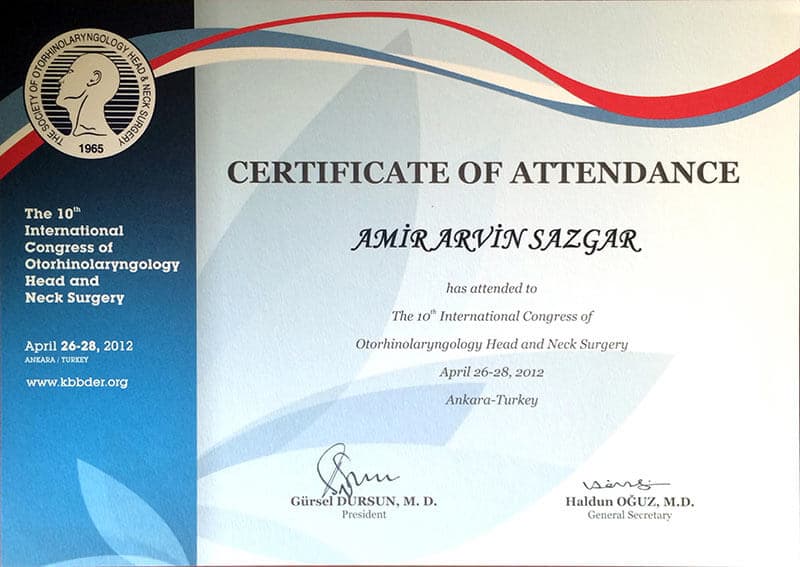 THE SOCIETY OF OTORHINOLARYNGOLOGY HEAD & NECK SURGERY
1965
The 10th
International
Congress of
Otorhinolaryngology
Head and
Neck Surgery
April 26-28, 2012
ANKARA / TURKEY
www.kbbder.org
CERTIFICATE OF ATTENDANCE
AMİR ARVİN SAZGAR
has attended to
The 10th International Congress of
Otorhinolaryngology Head and Neck Surgery
April 26-28, 2012
Ankara-Turkey
Gürsel DURSUN, M. D.
President
Haldun OĞUZ, M.D.
General Secretary